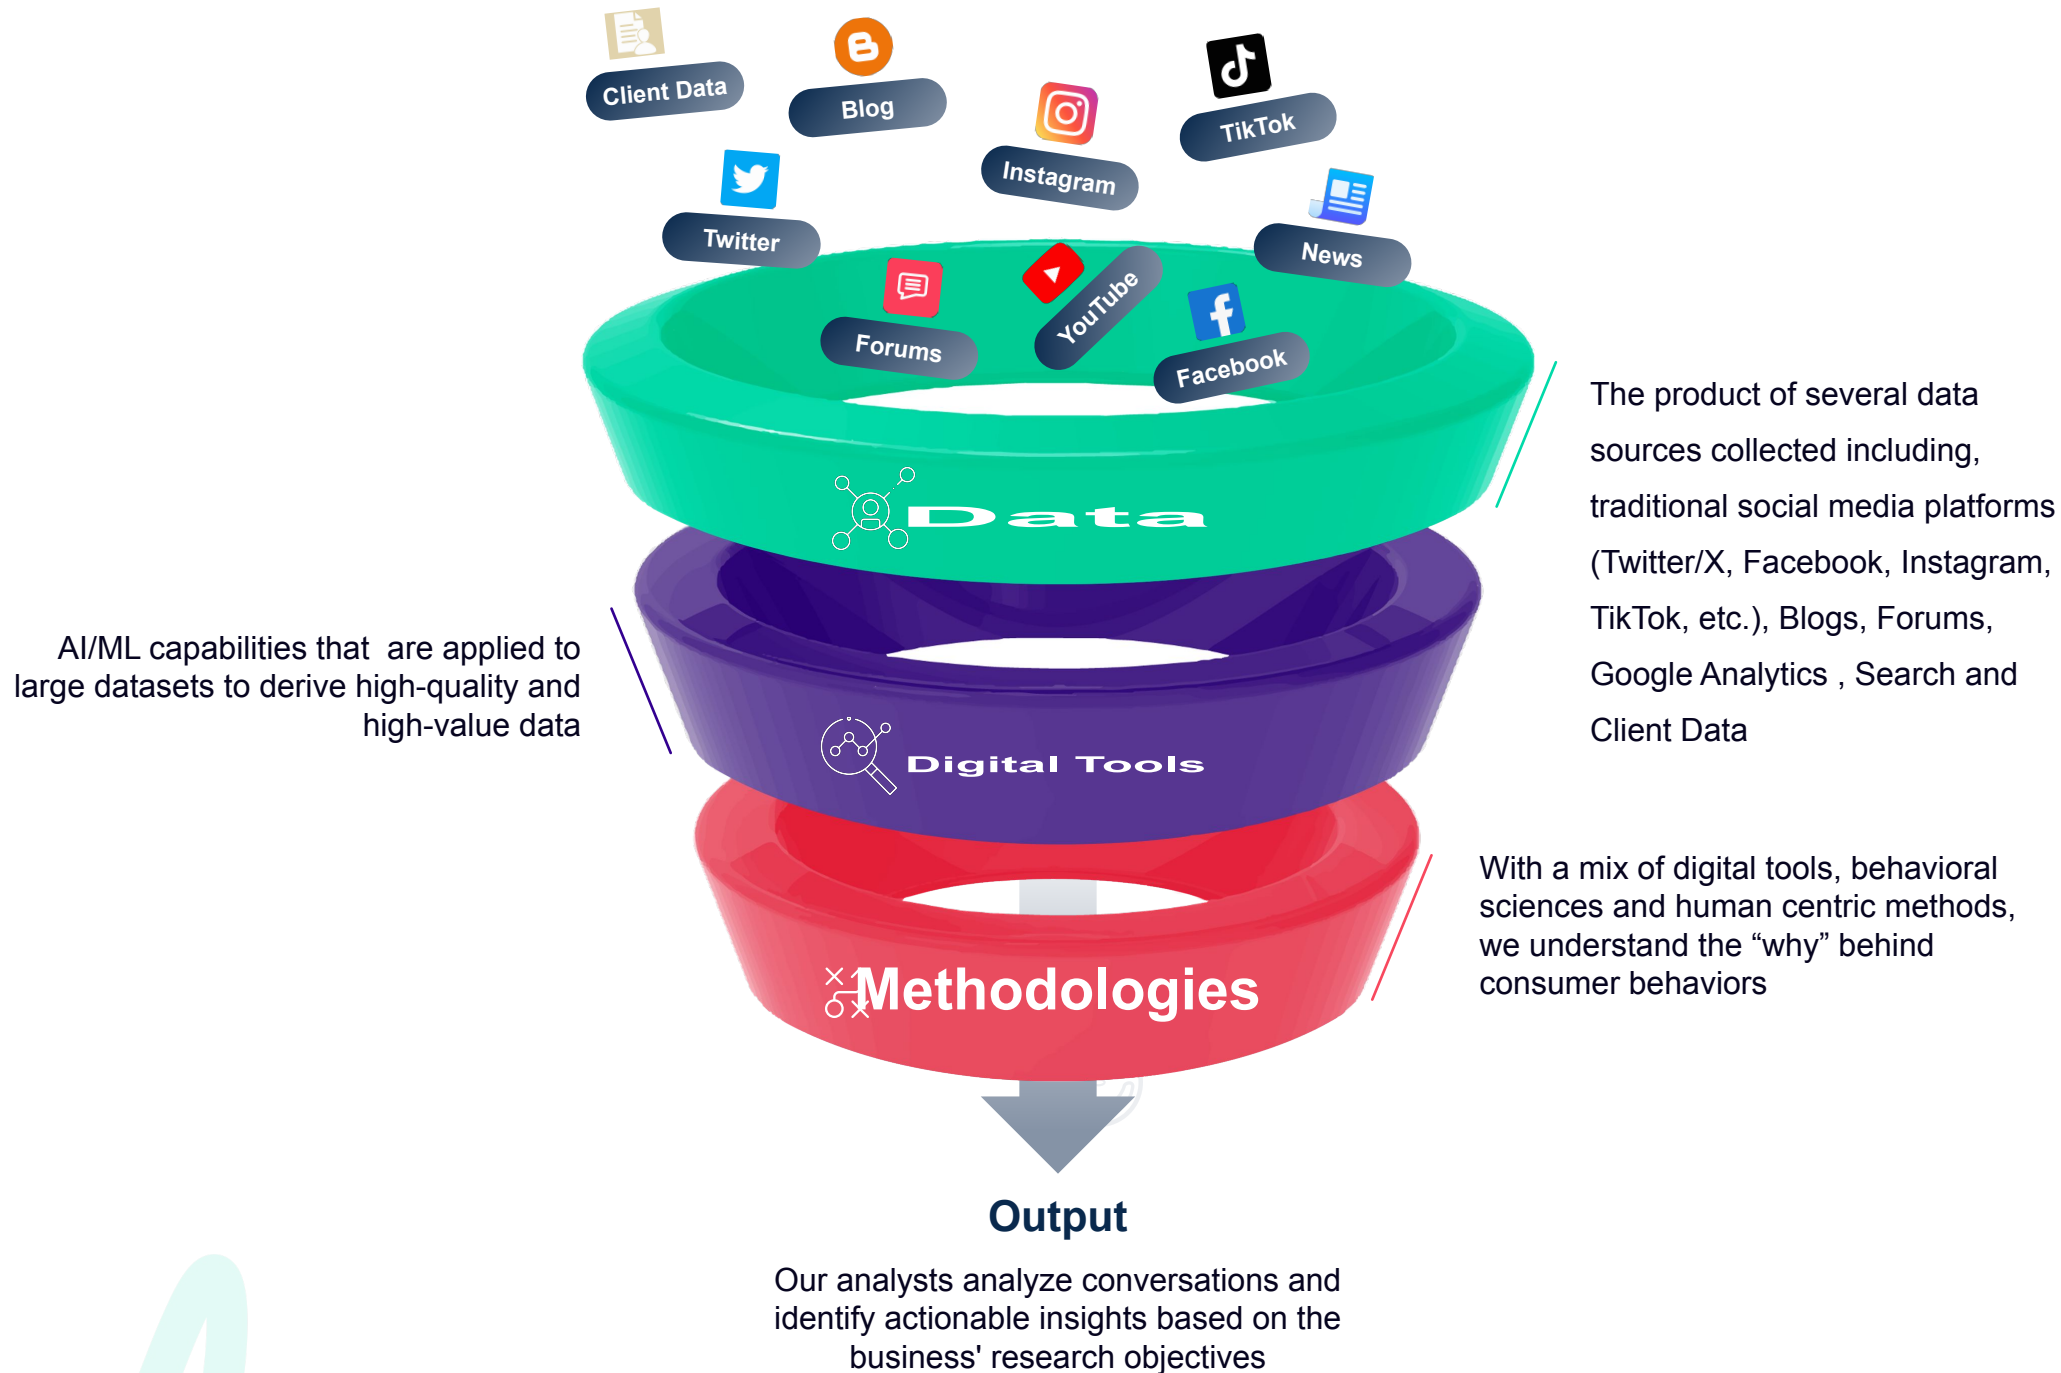 Client Data
Blog
TikTok
Instagram
Twitter
News
YouTube
Forums
Facebook
The product of several data
sources collected including,
traditional social media platforms
(Twitter/X, Facebook, Instagram,
TikTok, etc.), Blogs, Forums,
Google Analytics , Search and
Client Data
Data
AI/ML capabilities that  are applied to
large datasets to derive high-quality and
high-value data
Digital Tools
With a mix of digital tools, behavioral
sciences and human centric methods,
we understand the “why” behind
consumer behaviors
Methodologies
Output
Our analysts analyze conversations and
identify actionable insights based on the
business' research objectives